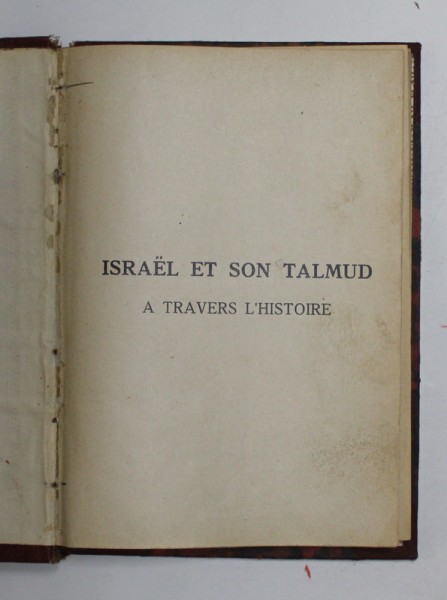 ISRAËL ET SON TALMUD
A TRAVERS L'HISTOIRE